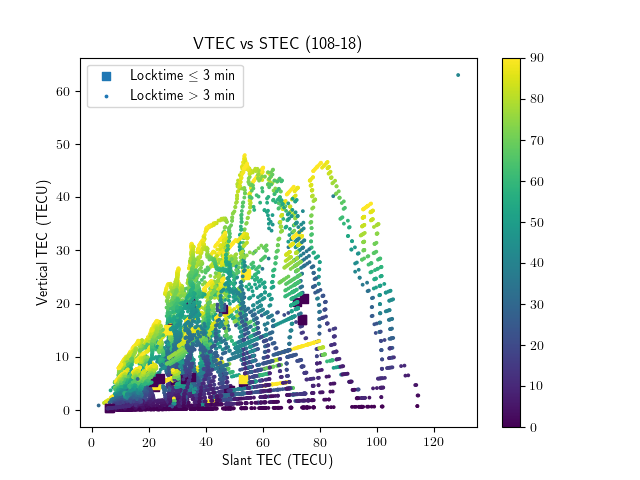 VTEC vs STEC (108-18)
Locktime ≤ 3 min
Locktime > 3 min
Vertical TEC (TECU)
60
50
40
30
20
10
0
0 20 40 60 80 100 120
Slant TEC (TECU)
90
80
70
60
50
40
30
20
10
0